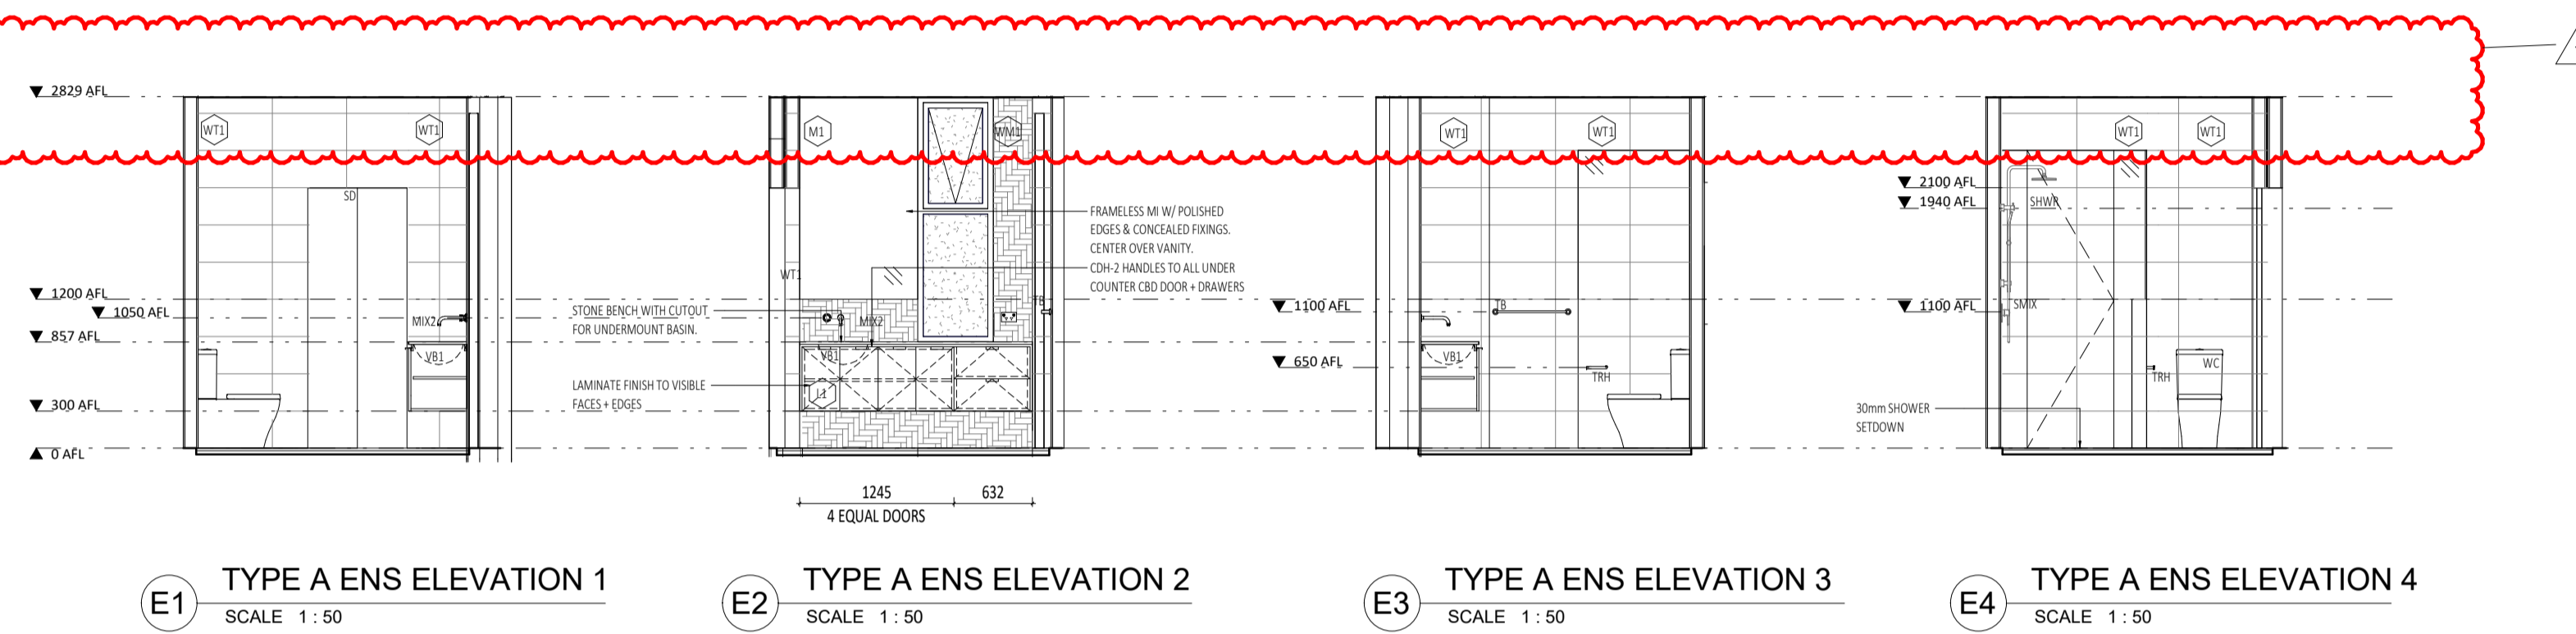 2829 AFL
1200 AFL
1050 AFL
857 AFL
300 AFL
0 AFL
WT1
WT1
SD
MIX2
VB1
E1
TYPE A ENS ELEVATION 1
SCALE 1 : 50
STONE BENCH WITH CUTOUT
FOR UNDERMOUNT BASIN.
LAMINATE FINISH TO VISIBLE
FACES + EDGES
M1
WM1
WT1
TB
MIX2
VB1
L1
FRAMELESS MI W/ POLISHED
EDGES & CONCEALED FIXINGS.
CENTER OVER VANITY.
CDH-2 HANDLES TO ALL UNDER
COUNTER CBD DOOR + DRAWERS
1245
632
4 EQUAL DOORS
E2
TYPE A ENS ELEVATION 2
SCALE 1 : 50
1100 AFL
650 AFL
WT1
WT1
TB
VB1
TRH
E3
TYPE A ENS ELEVATION 3
SCALE 1 : 50
2100 AFL
1940 AFL
1100 AFL
30mm SHOWER
SETDOWN
WT1
WT1
SHWR
SMIX
TRH
WC
E4
TYPE A ENS ELEVATION 4
SCALE 1 : 50